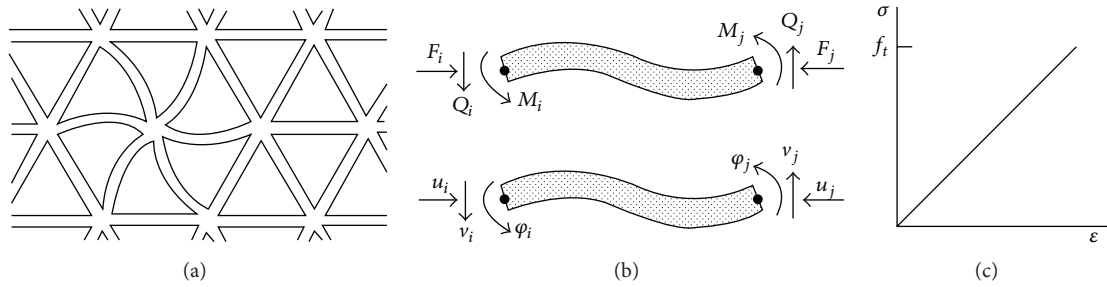 F_i
Q_i
M_i
M_j
Q_j
F_j
u_i
v_i
φ_i
φ_j
v_j
u_j
σ
f_t
ε
(a)
(b)
(c)